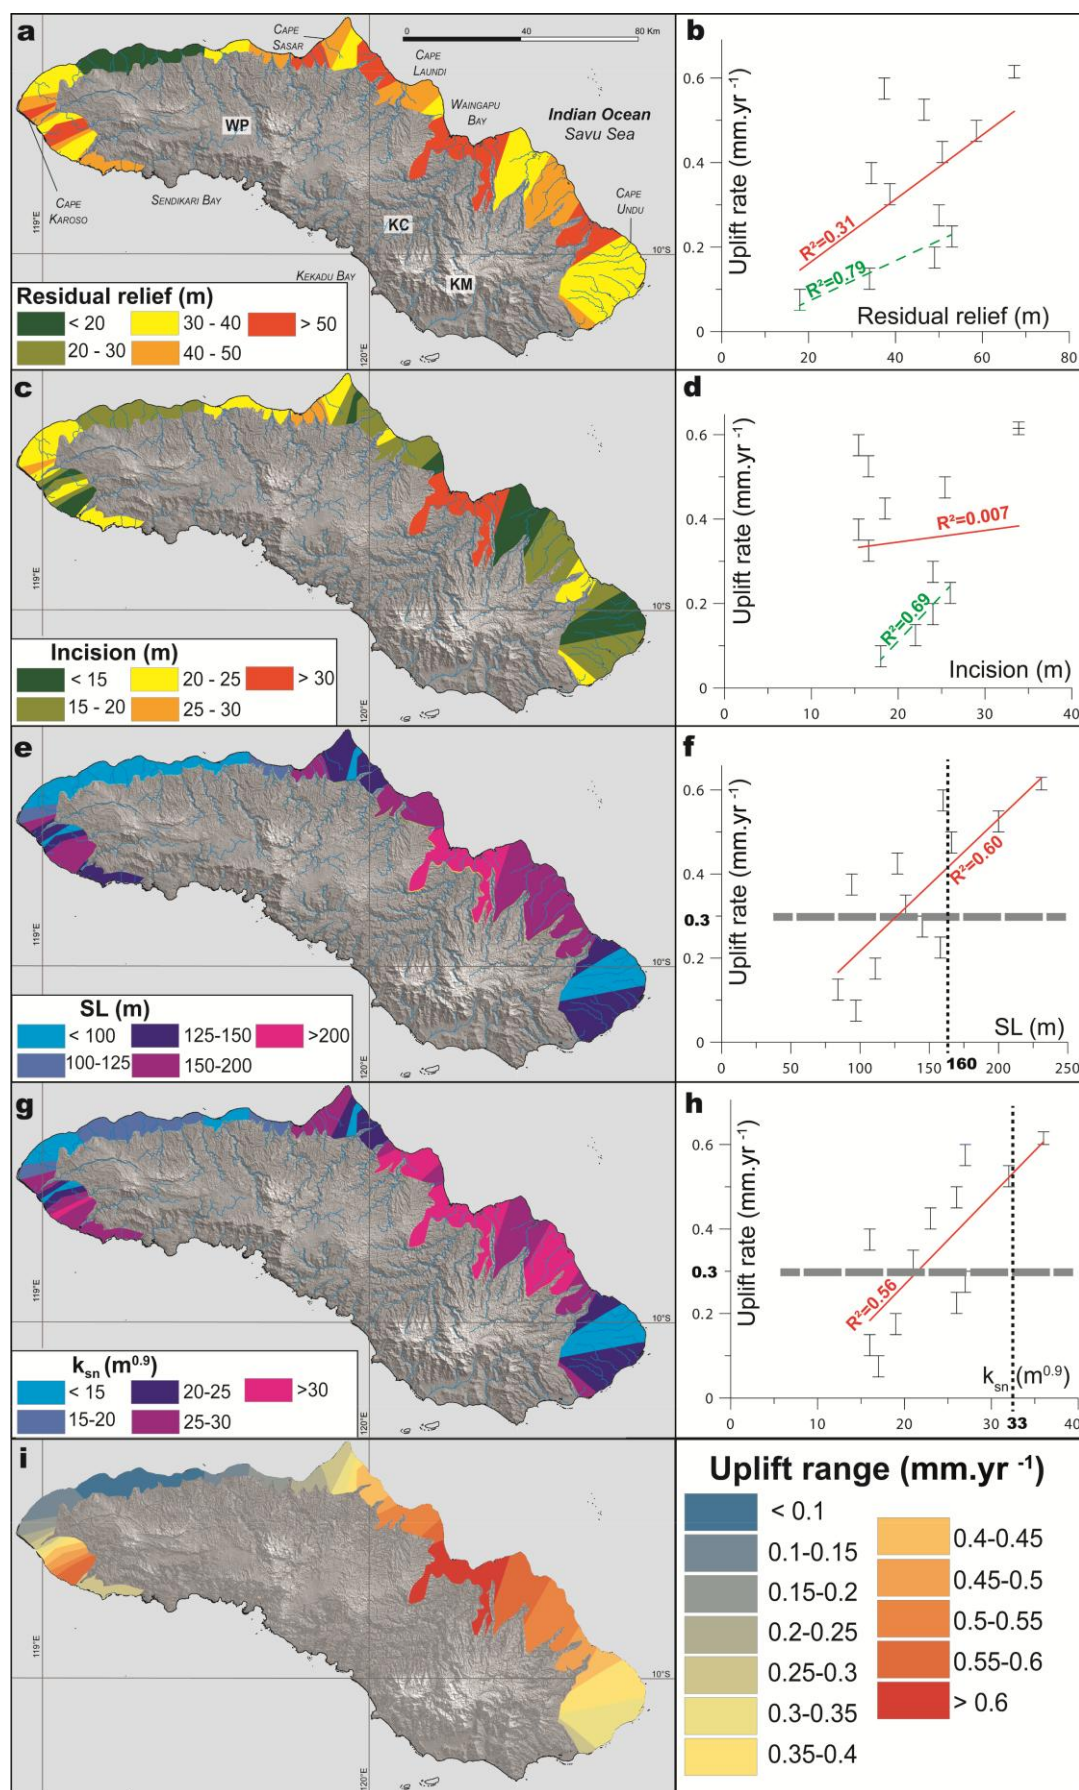 a
CAPE
SASAR
0 40 80 Km
CAPE
LAUNDI
WAINGAPU
BAY
Indian Ocean
Savu Sea
WP
CAPE
KAROSO
SENDIKARI BAY
CAPE
UNDU
KC
KEKADU BAY
KM
119°E
10°S
120°E
Residual relief (m)
< 20
30 - 40
> 50
20 - 30
40 - 50
b
Uplift rate (mm.yr -1)
0.6
0.4
0.2
0
R²=0.31
R²=0.79
Residual relief (m)
0 20 40 60 80
c
119°E
10°S
120°E
Incision (m)
< 15
20 - 25
> 30
15 - 20
25 - 30
d
Uplift rate (mm.yr -1)
0.6
0.4
0.2
0
R²=0.007
R²=0.69
Incision (m)
0 10 20 30 40
e
119°E
10°S
120°E
SL (m)
< 100
125-150
>200
100-125
150-200
f
Uplift rate (mm.yr -1)
0.6
0.4
0.3
0.2
0
R²=0.60
SL (m)
0 50 100 150 160 200 250
g
119°E
10°S
120°E
ksn (m0.9)
< 15
20-25
>30
15-20
25-30
h
Uplift rate (mm.yr -1)
0.6
0.4
0.3
0.2
0
R²=0.56
ksn (m0.9)
0 10 20 30 33 40
i
119°E
10°S
120°E
Uplift range (mm.yr -1)
< 0.1
0.1-0.15
0.15-0.2
0.2-0.25
0.25-0.3
0.3-0.35
0.35-0.4
0.4-0.45
0.45-0.5
0.5-0.55
0.55-0.6
> 0.6